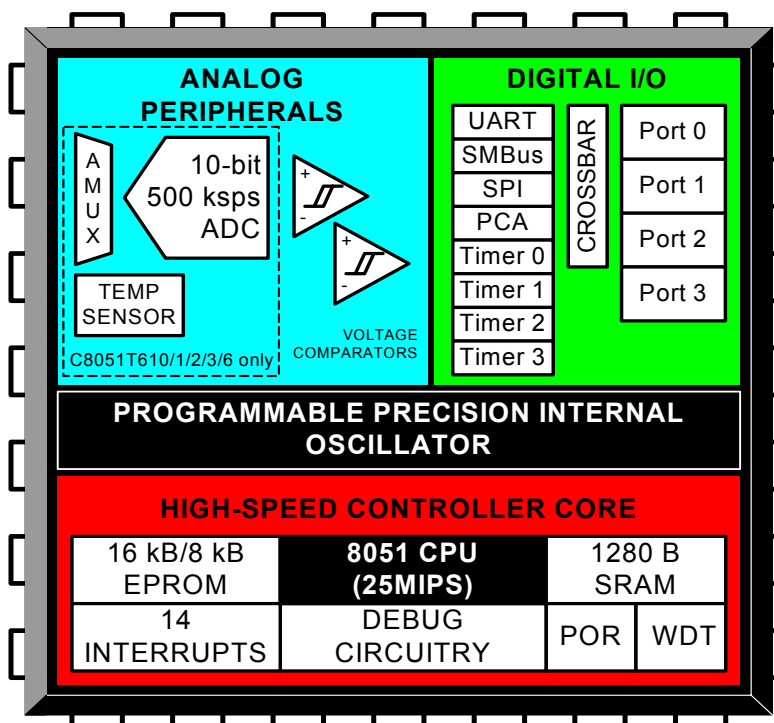 ANALOG
PERIPHERALS
A
M
U
X
10-bit
500 ksps
ADC
+
-
+
-
TEMP
SENSOR
VOLTAGE
COMPARATORS
C8051T610/1/2/3/6 only
DIGITAL I/O
UART
SMBus
SPI
PCA
Timer 0
Timer 1
Timer 2
Timer 3
CROSSBAR
Port 0
Port 1
Port 2
Port 3
PROGRAMMABLE PRECISION INTERNAL
OSCILLATOR
HIGH-SPEED CONTROLLER CORE
16 kB/8 kB
EPROM
8051 CPU
(25MIPS)
1280 B
SRAM
14
INTERRUPTS
DEBUG
CIRCUITRY
POR
WDT